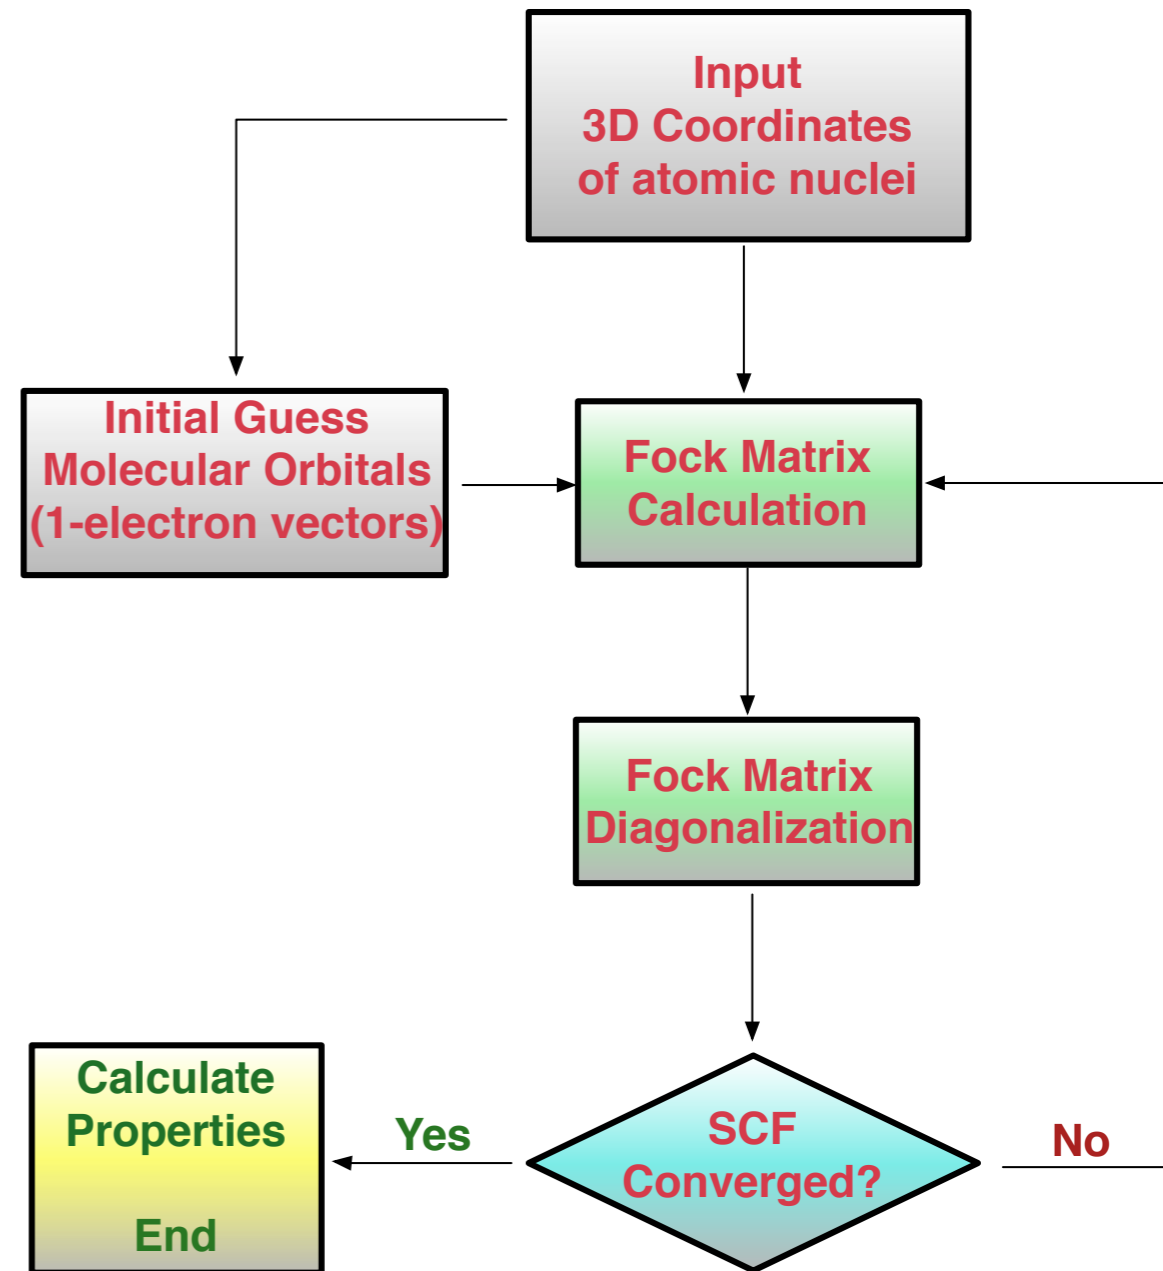 Input
3D Coordinates
of atomic nuclei
Initial Guess
Molecular Orbitals
(1-electron vectors)
Fock Matrix
Calculation
Fock Matrix
Diagonalization
SCF
Converged?
Yes
No
Calculate
Properties
End